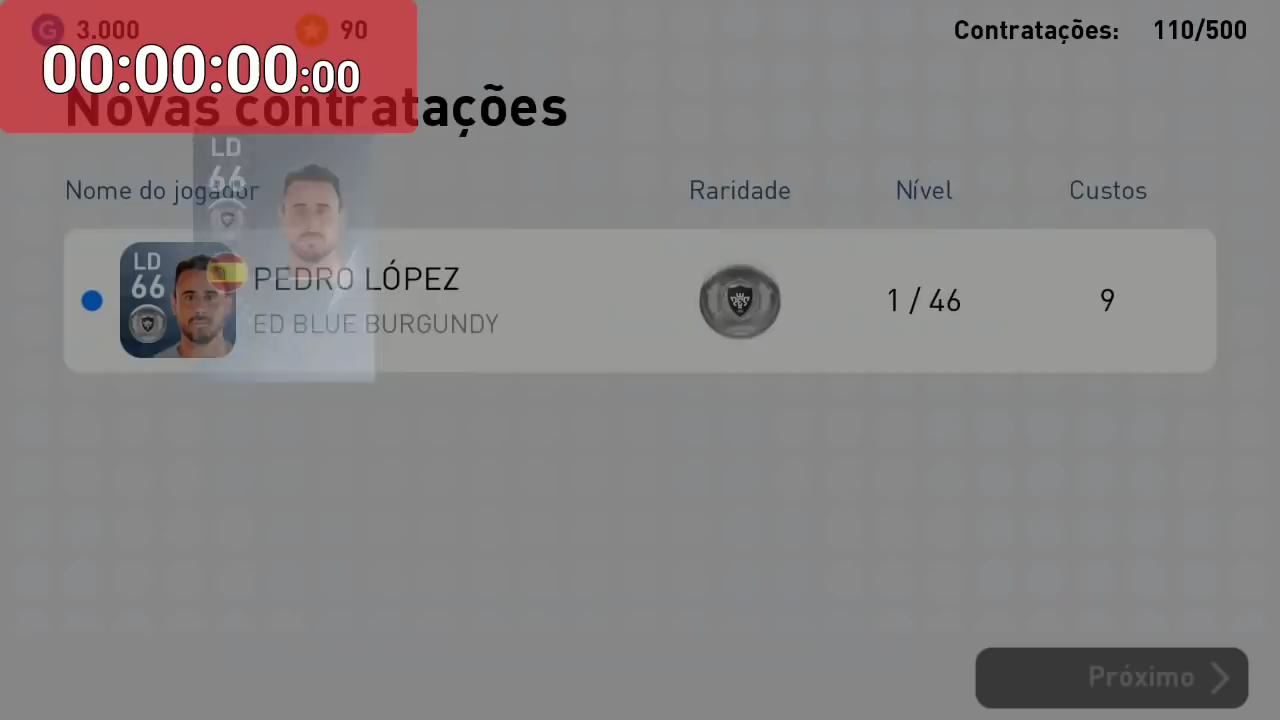 G 3.000 90 Contratações: 110/500
00:00:00:00
Novas contratações
LD
66
Nome do jogador Raridade Nível Custos
LD
66
PEDRO LÓPEZ
ED BLUE BURGUNDY
1 / 46 9
Próximo